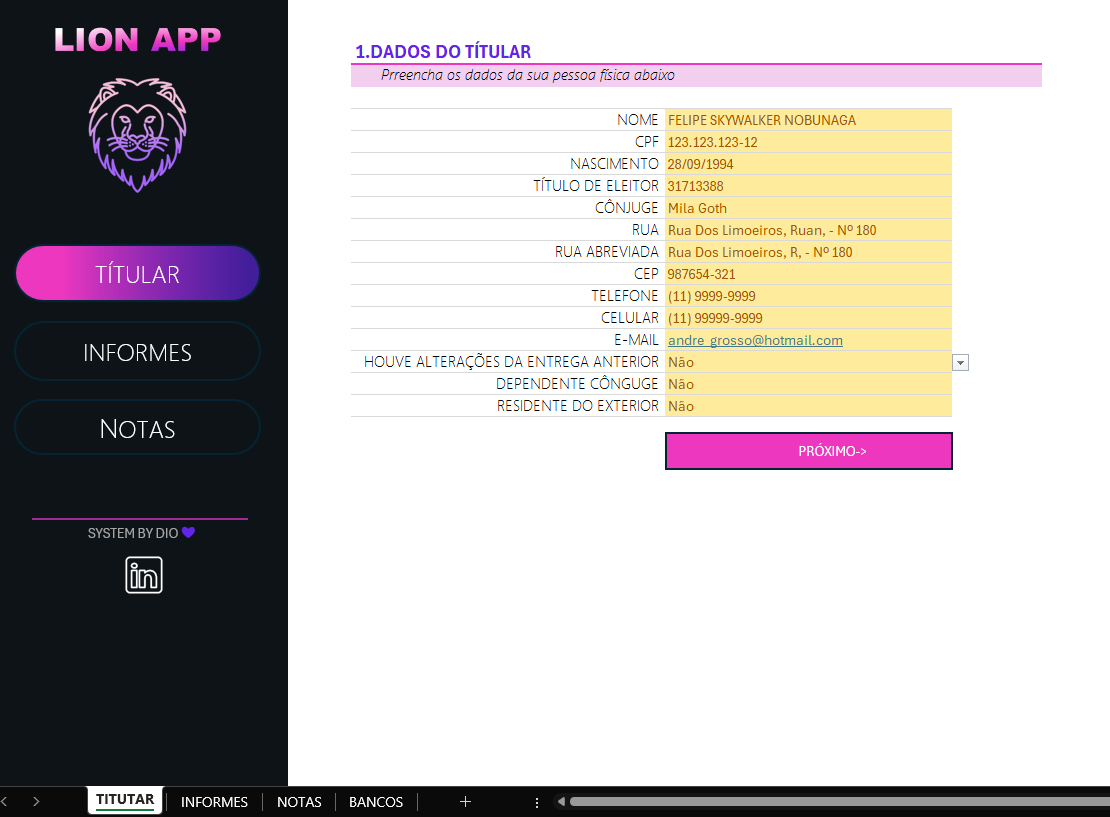 LION APP
TÍTULAR
INFORMES
NOTAS
SYSTEM BY DIO 💜
in
1.DADOS DO TÍTULAR
Prreencha os dados da sua pessoa física abaixo
NOME FELIPE SKYWALKER NOBUNAGA
CPF 123.123.123-12
NASCIMENTO 28/09/1994
TÍTULO DE ELEITOR 31713388
CÔNJUGE Mila Goth
RUA Rua Dos Limoeiros, Ruan, - Nº 180
RUA ABREVIADA Rua Dos Limoeiros, R, - Nº 180
CEP 987654-321
TELEFONE (11) 9999-9999
CELULAR (11) 99999-9999
E-MAIL andre_grosso@hotmail.com
HOUVE ALTERAÇÕES DA ENTREGA ANTERIOR Não
DEPENDENTE CÔNGUGE Não
RESIDENTE DO EXTERIOR Não
PRÓXIMO->
TITUTAR INFORMES NOTAS BANCOS +